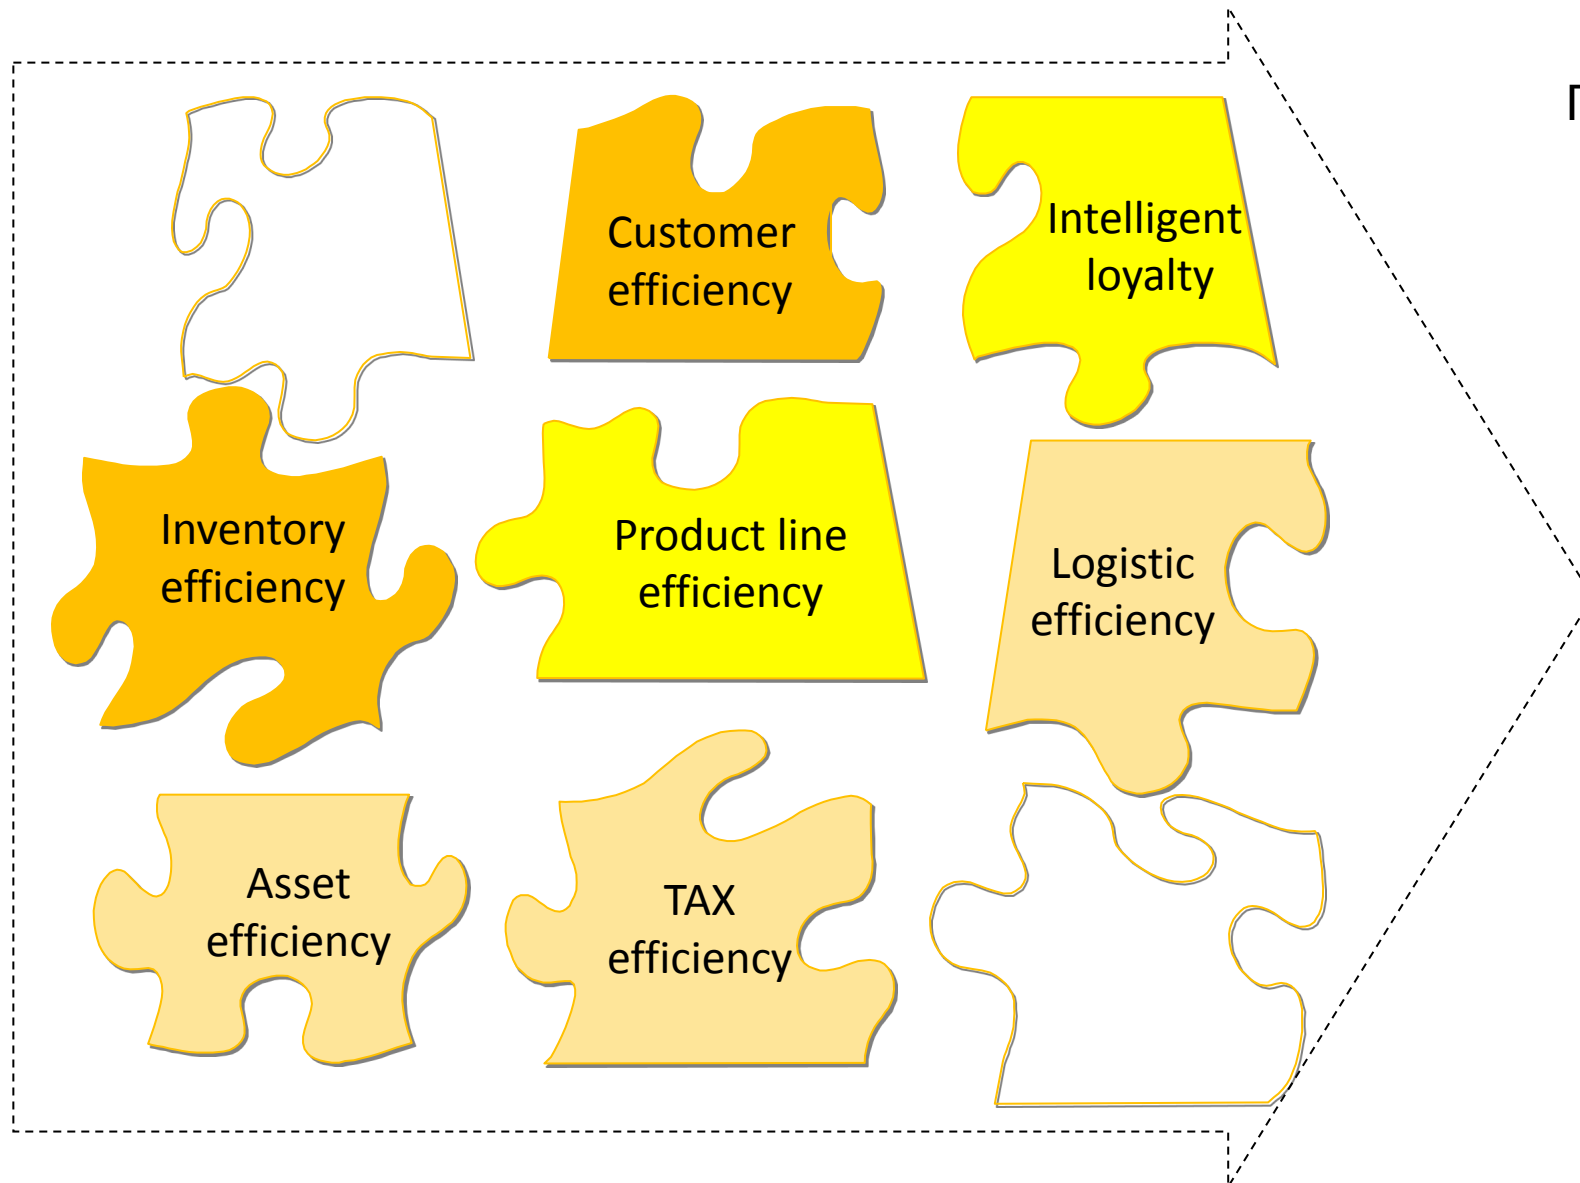 Customer
efficiency
Intelligent
loyalty
Inventory
efficiency
Product line
efficiency
Logistic
efficiency
Asset
efficiency
TAX
efficiency